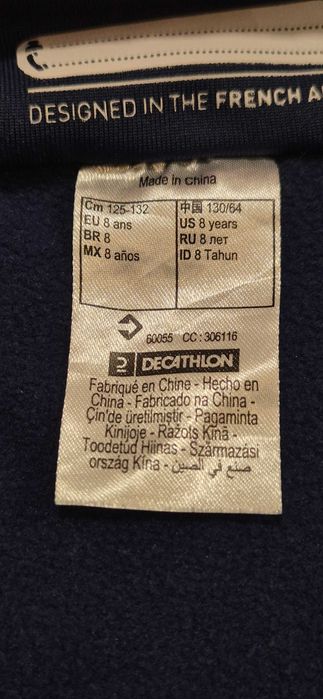 DESIGNED IN THE FRENCH
Made in China
Cm 125-132
EU 8 ans
BR 8
MX 8 años
中国 130/64
US 8 years
RU 8 лет
ID 8 Tahun
60055 CC : 306116
DECATHLON
Fabriqué en Chine - Hecho en
China - Fabricado na China -
Çin'de üretilmiştir - Pagaminta
Kinijoje - Ražots Ķīnā -
Toodetud Hiinas - Származási
ország Kína - صنع في الصين